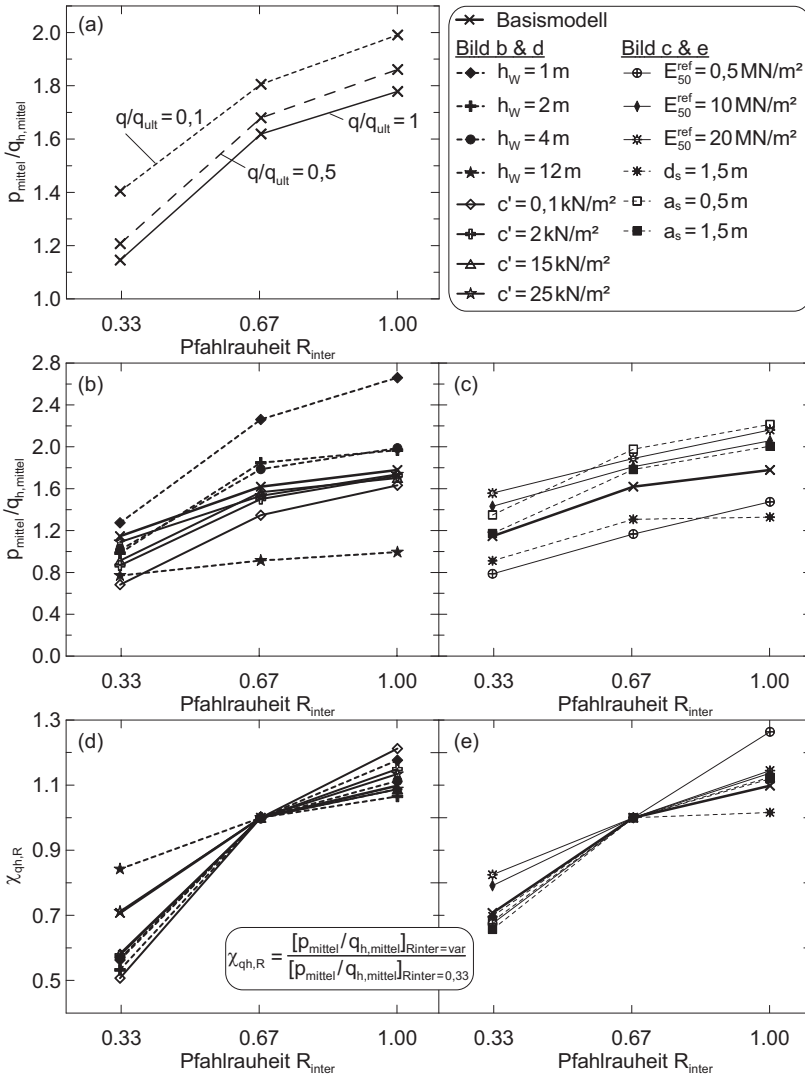 (a)
2.0
1.8
1.6
1.4
1.2
1.0
p_mittel/q_h,mittel
q/q_ult = 0,1
q/q_ult = 0,5
q/q_ult = 1
0.33 0.67 1.00
Pfahlrauheit R_inter
Basismodell
Bild b & d
h_W = 1 m
h_W = 2 m
h_W = 4 m
h_W = 12 m
c' = 0,1 kN/m²
c' = 2 kN/m²
c' = 15 kN/m²
c' = 25 kN/m²
Bild c & e
E_50^ref = 0,5 MN/m²
E_50^ref = 10 MN/m²
E_50^ref = 20 MN/m²
d_s = 1,5 m
a_s = 0,5 m
a_s = 1,5 m
(b)
2.8
2.4
2.0
1.6
1.2
0.8
0.4
0.0
p_mittel/q_h,mittel
0.33 0.67 1.00
Pfahlrauheit R_inter
(c)
0.33 0.67 1.00
Pfahlrauheit R_inter
(d)
1.3
1.1
0.9
0.7
0.5
χ_qh,R
0.33 0.67 1.00
Pfahlrauheit R_inter
χ_qh,R = [p_mittel/q_h,mittel]_Rinter=var / [p_mittel/q_h,mittel]_Rinter=0,33
(e)
0.33 0.67 1.00
Pfahlrauheit R_inter